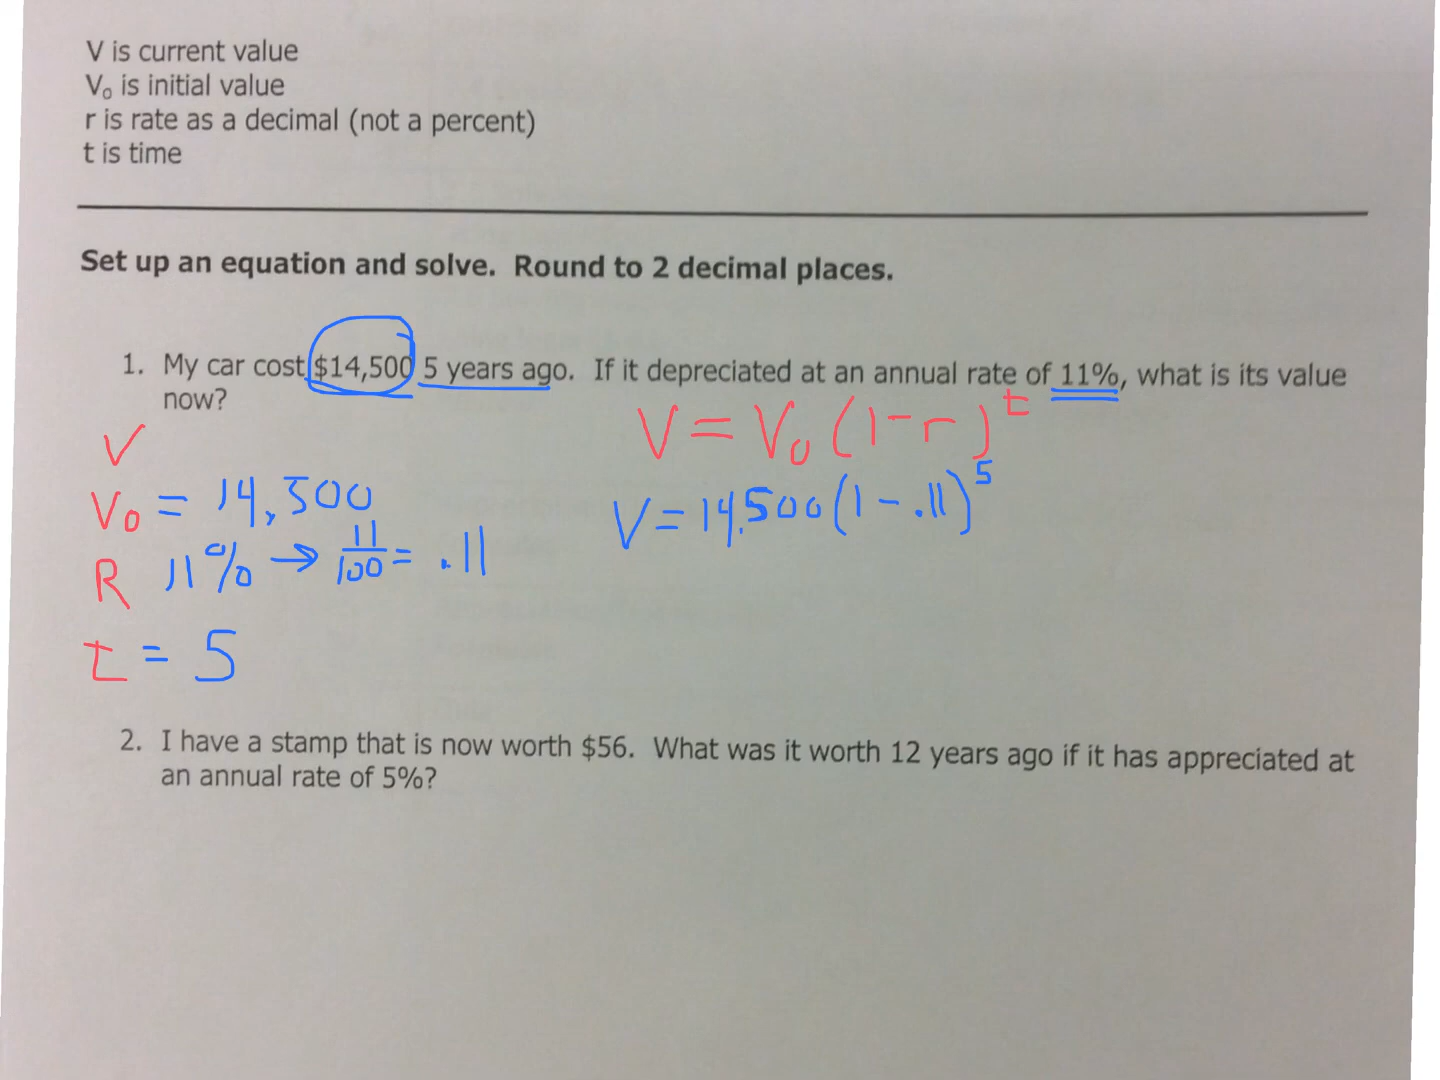 V is current value
V₀ is initial value
r is rate as a decimal (not a percent)
t is time
Set up an equation and solve. Round to 2 decimal places.
1. My car cost $14,500 5 years ago. If it depreciated at an annual rate of 11%, what is its value
now?
V = V₀ (1 - r)^t
V
V₀ = 14,500
V = 14,500 (1 - .11)^5
R 11% → 11/100 = .11
t = 5
2. I have a stamp that is now worth $56. What was it worth 12 years ago if it has appreciated at
an annual rate of 5%?